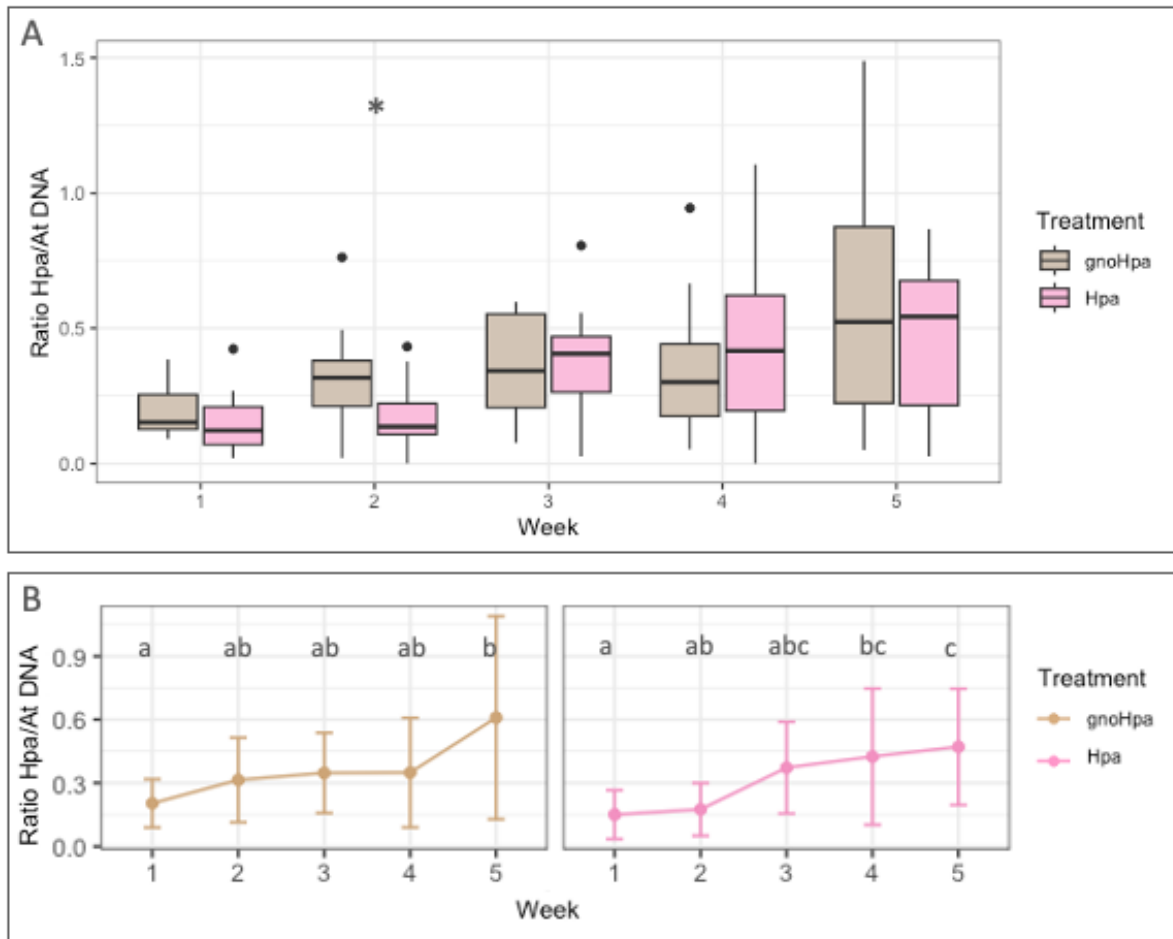 A
Ratio Hpa/At DNA
1.5
1.0
0.5
0.0
*
1 2 3 4 5
Week
Treatment
gnoHpa
Hpa
B
Ratio Hpa/At DNA
0.9
0.6
0.3
0.0
a ab ab ab b
a ab abc bc c
1 2 3 4 5
1 2 3 4 5
Week
Treatment
gnoHpa
Hpa